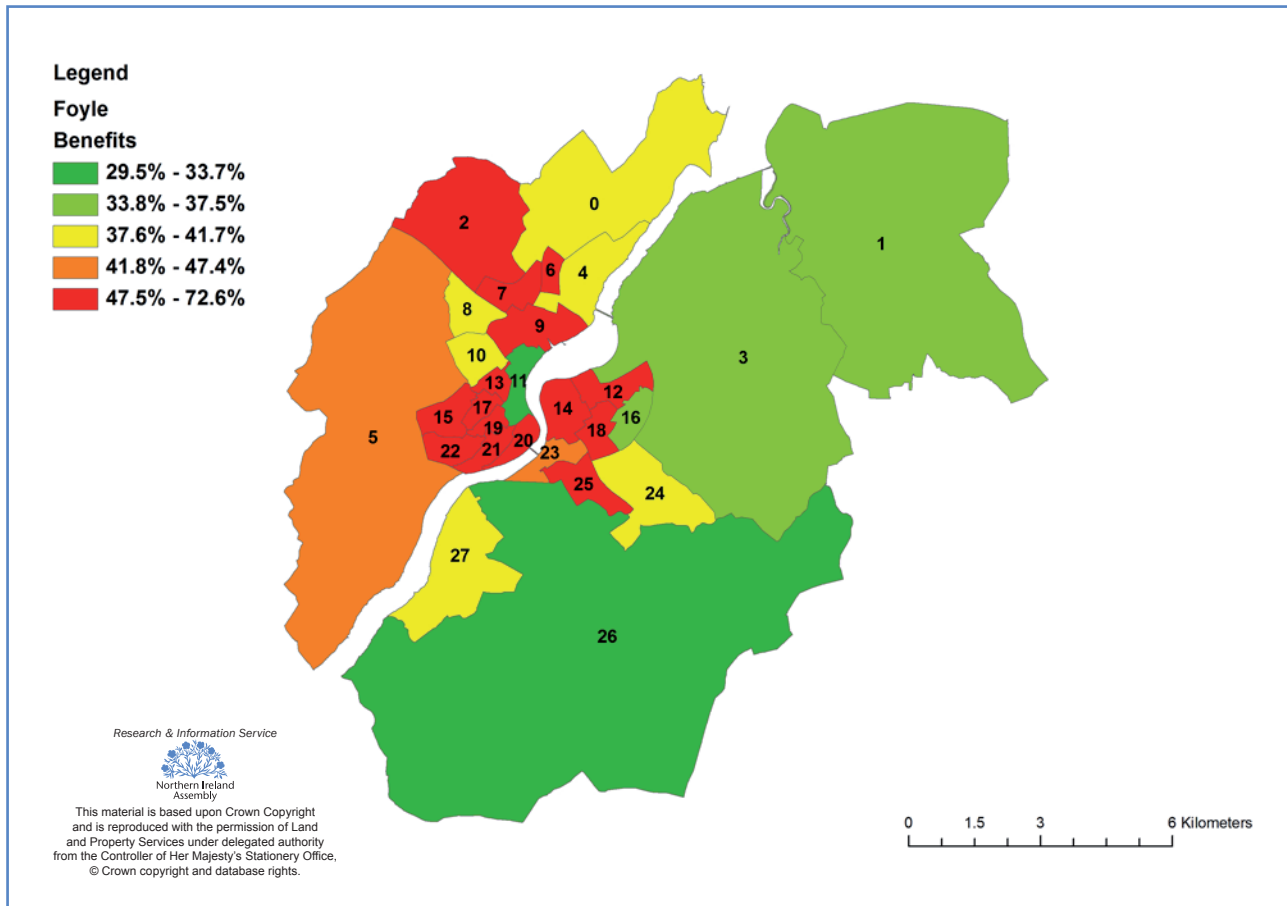 Legend
Foyle
Benefits
29.5% - 33.7%
33.8% - 37.5%
37.6% - 41.7%
41.8% - 47.4%
47.5% - 72.6%
0
1
2
3
4
5
6
7
8
9
10
11
12
13
14
15
16
17
18
19
20
21
22
23
24
25
26
27
Research & Information Service
Northern Ireland
Assembly
This material is based upon Crown Copyright
and is reproduced with the permission of Land
and Property Services under delegated authority
from the Controller of Her Majesty's Stationery Office,
© Crown copyright and database rights.
0 1.5 3 6 Kilometers